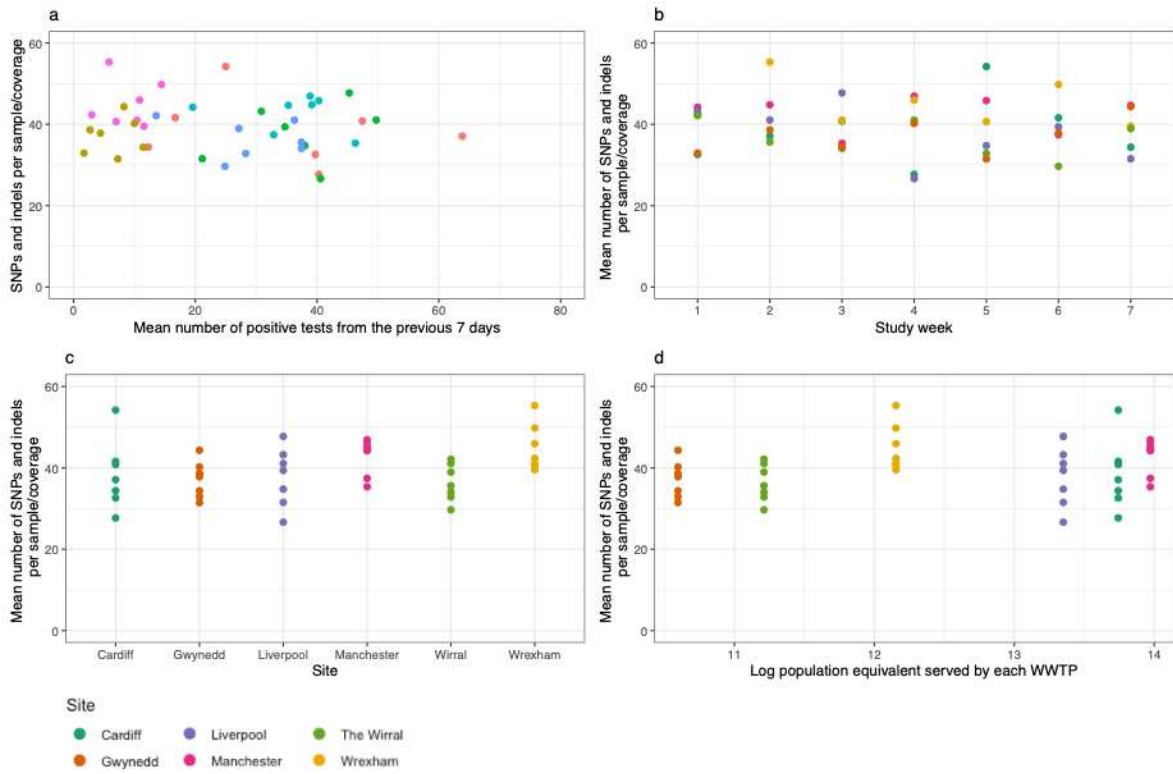 a
60
40
20
0
0 20 40 60 80
SNPs and indels per sample/coverage
Mean number of positive tests from the previous 7 days
b
60
40
20
0
1 2 3 4 5 6 7
Mean number of SNPs and indels
per sample/coverage
Study week
c
60
40
20
0
Cardiff Gwynedd Liverpool Manchester Wirral Wrexham
Mean number of SNPs and indels
per sample/coverage
Site
d
60
40
20
0
11 12 13 14
Mean number of SNPs and indels
per sample/coverage
Log population equivalent served by each WWTP
Site
Cardiff Liverpool The Wirral
Gwynedd Manchester Wrexham